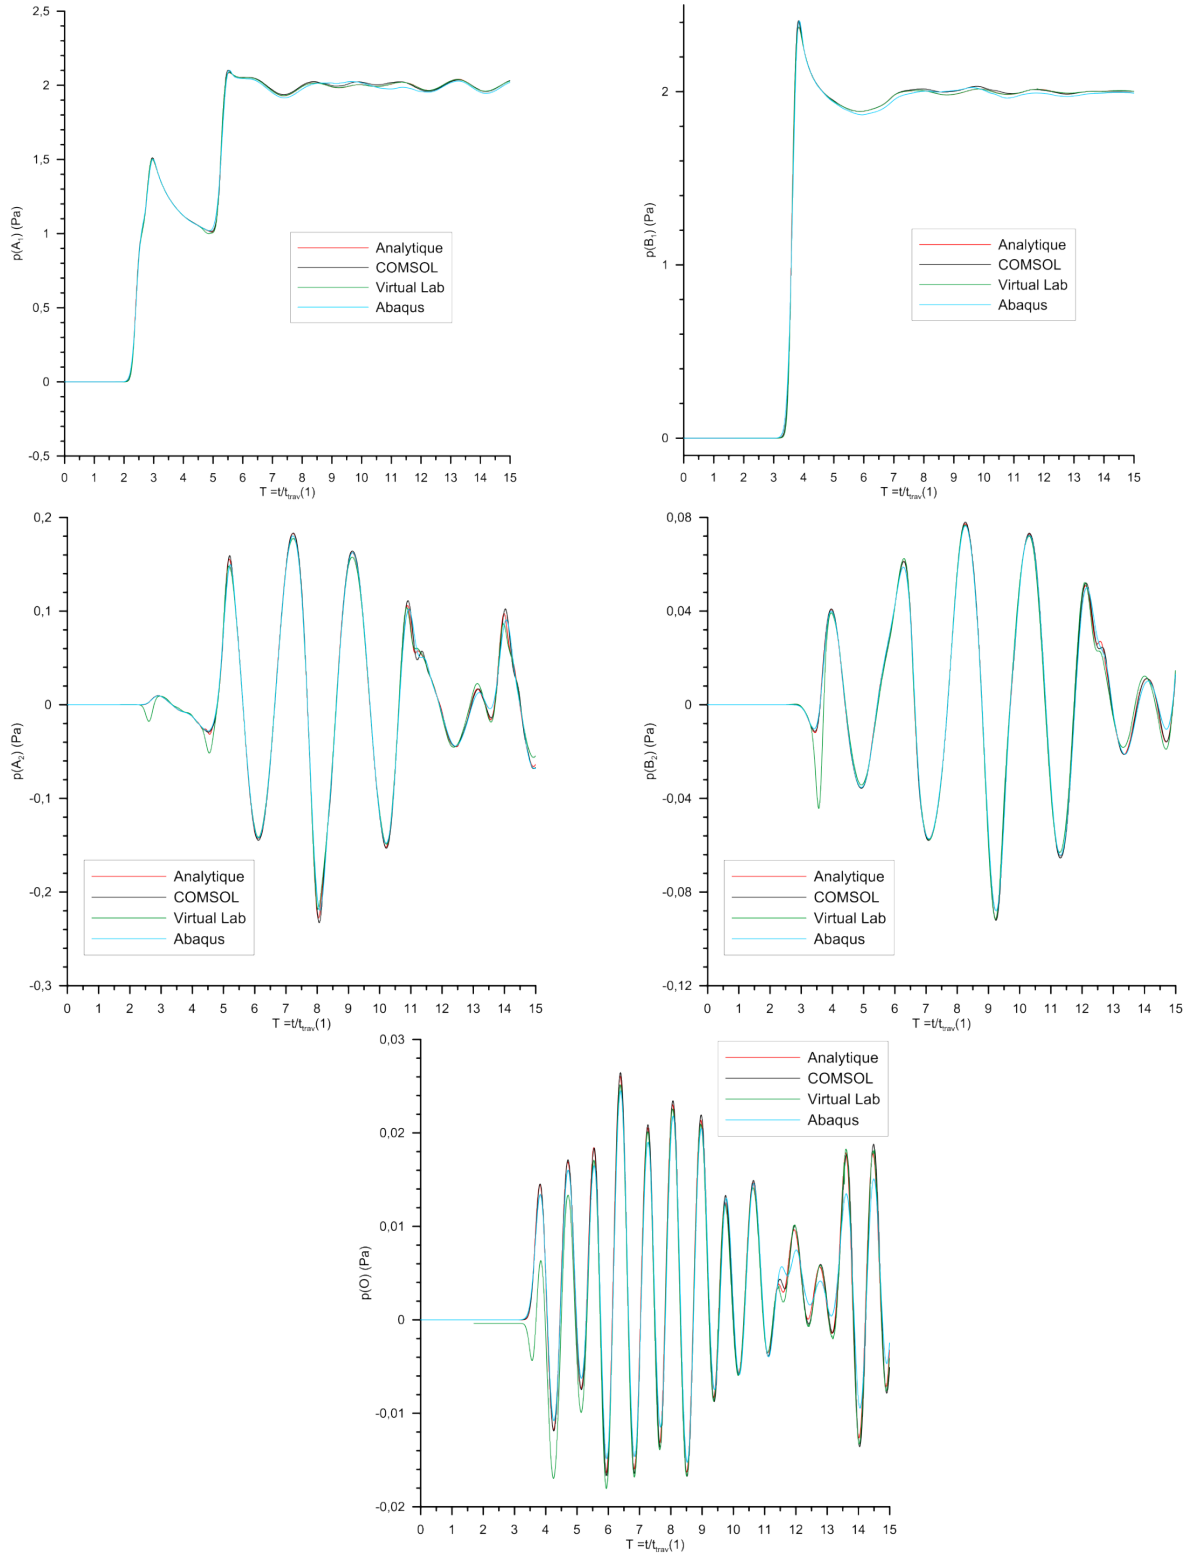 2,5
2
1,5
1
0,5
0
-0,5
p(A1) (Pa)
Analytique
COMSOL
Virtual Lab
Abaqus
0 1 2 3 4 5 6 7 8 9 10 11 12 13 14 15
T =t/ttrav(1)
2
1
0
p(B1) (Pa)
Analytique
COMSOL
Virtual Lab
Abaqus
0 1 2 3 4 5 6 7 8 9 10 11 12 13 14 15
T =t/ttrav(1)
0,2
0,1
0
-0,1
-0,2
-0,3
p(A2) (Pa)
Analytique
COMSOL
Virtual Lab
Abaqus
0 1 2 3 4 5 6 7 8 9 10 11 12 13 14 15
T =t/ttrav(1)
0,08
0,04
0
-0,04
-0,08
-0,12
p(B2) (Pa)
Analytique
COMSOL
Virtual Lab
Abaqus
0 1 2 3 4 5 6 7 8 9 10 11 12 13 14 15
T =t/ttrav(1)
0,03
0,02
0,01
0
-0,01
-0,02
p(O) (Pa)
Analytique
COMSOL
Virtual Lab
Abaqus
0 1 2 3 4 5 6 7 8 9 10 11 12 13 14 15
T =t/ttrav(1)